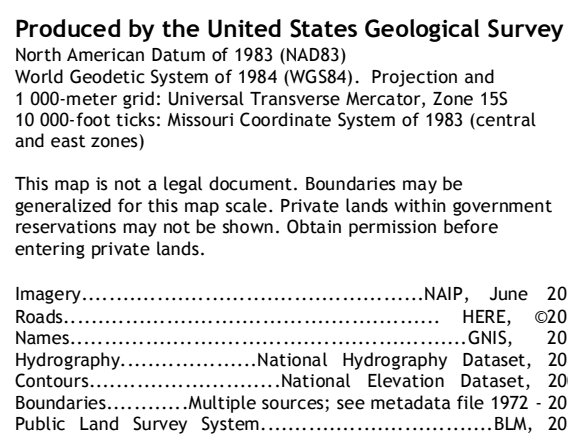 Produced by the United States Geological Survey
North American Datum of 1983 (NAD83)
World Geodetic System of 1984 (WGS84). Projection and
1 000-meter grid: Universal Transverse Mercator, Zone 15S
10 000-foot ticks: Missouri Coordinate System of 1983 (central
and east zones)
This map is not a legal document. Boundaries may be
generalized for this map scale. Private lands within government
reservations may not be shown. Obtain permission before
entering private lands.
Imagery....................................................NAIP, June 20
Roads......................................................... HERE, ©20
Names............................................................GNIS, 20
Hydrography.....................National Hydrography Dataset, 20
Contours.............................National Elevation Dataset, 20
Boundaries............Multiple sources; see metadata file 1972 - 20
Public Land Survey System...................................BLM, 20